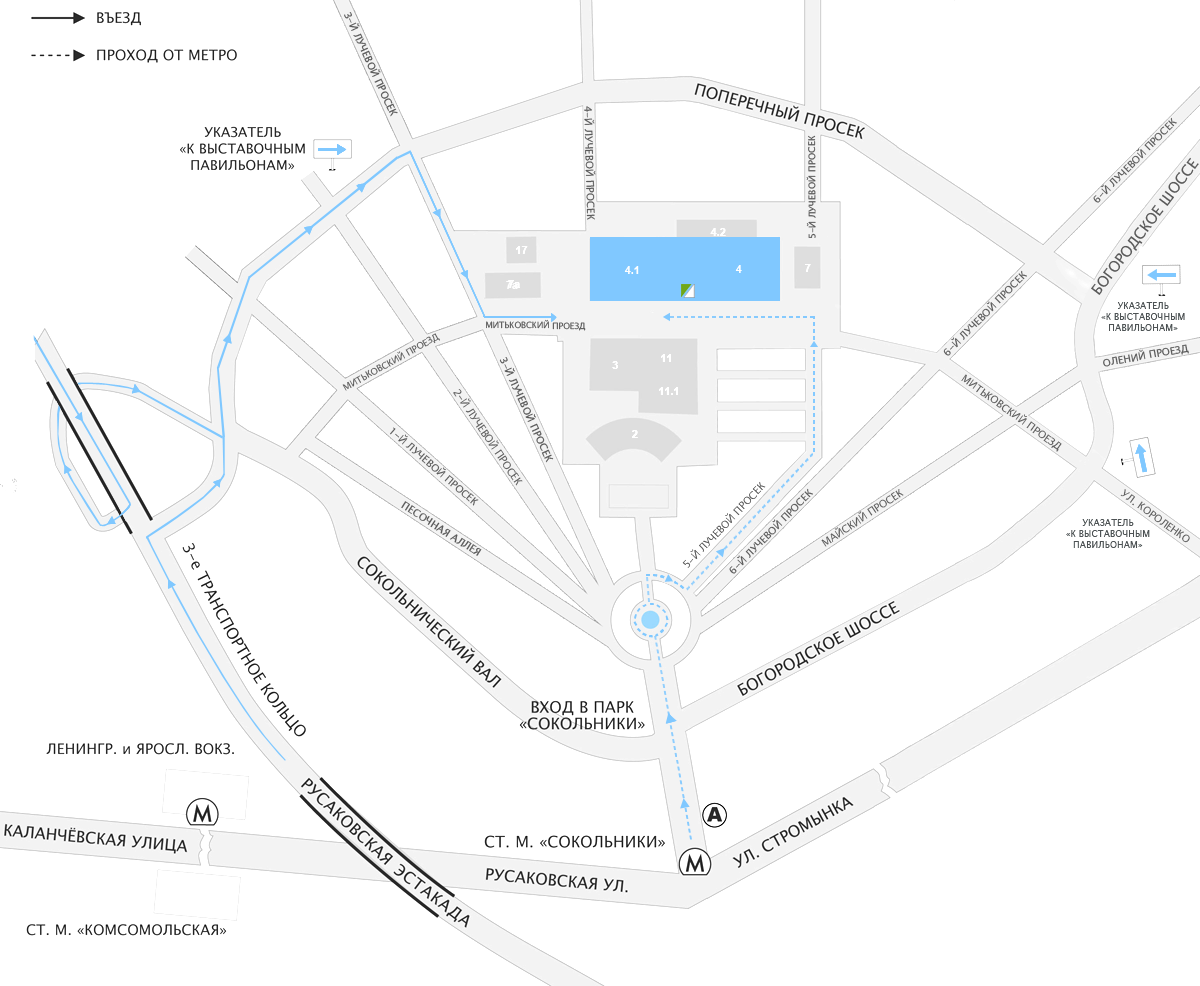 ВЪЕЗД
ПРОХОД ОТ МЕТРО
3-Й ЛУЧЕВОЙ ПРОСЕК
ПОПЕРЕЧНЫЙ ПРОСЕК
4-Й ЛУЧЕВОЙ ПРОСЕК
5-Й ЛУЧЕВОЙ ПРОСЕК
6-Й ЛУЧЕВОЙ ПРОСЕК
БОГОРОДСКОЕ ШОССЕ
УКАЗАТЕЛЬ
«К ВЫСТАВОЧНЫМ
ПАВИЛЬОНАМ»
4.2
17
4.1
4
7
УКАЗАТЕЛЬ
«К ВЫСТАВОЧНЫМ
ПАВИЛЬОНАМ»
МИТЬКОВСКИЙ ПРОЕЗД
6-Й ЛУЧЕВОЙ ПРОСЕК
ОЛЕНИЙ ПРОЕЗД
МИТЬКОВСКИЙ ПРОЕЗД
3
11
11.1
2
3-Й ЛУЧЕВОЙ ПРОСЕК
2-Й ЛУЧЕВОЙ ПРОСЕК
1-Й ЛУЧЕВОЙ ПРОСЕК
МИТЬКОВСКИЙ ПРОЕЗД
ПЕСОЧНАЯ АЛЛЕЯ
5-Й ЛУЧЕВОЙ ПРОСЕК
6-Й ЛУЧЕВОЙ ПРОСЕК
МАЙСКИЙ ПРОСЕК
УЛ. КОРОЛЕНКО
УКАЗАТЕЛЬ
«К ВЫСТАВОЧНЫМ
ПАВИЛЬОНАМ»
3-е ТРАНСПОРТНОЕ КОЛЬЦО
СОКОЛЬНИЧЕСКИЙ ВАЛ
БОГОРОДСКОЕ ШОССЕ
ВХОД В ПАРК
«СОКОЛЬНИКИ»
ЛЕНИНГР. и ЯРОСЛ. ВОКЗ.
М
КАЛАНЧЁВСКАЯ УЛИЦА
РУСАКОВСКАЯ ЭСТАКАДА
А
СТ. М. «СОКОЛЬНИКИ»
М
УЛ. СТРОМЫНКА
РУСАКОВСКАЯ УЛ.
СТ. М. «КОМСОМОЛЬСКАЯ»